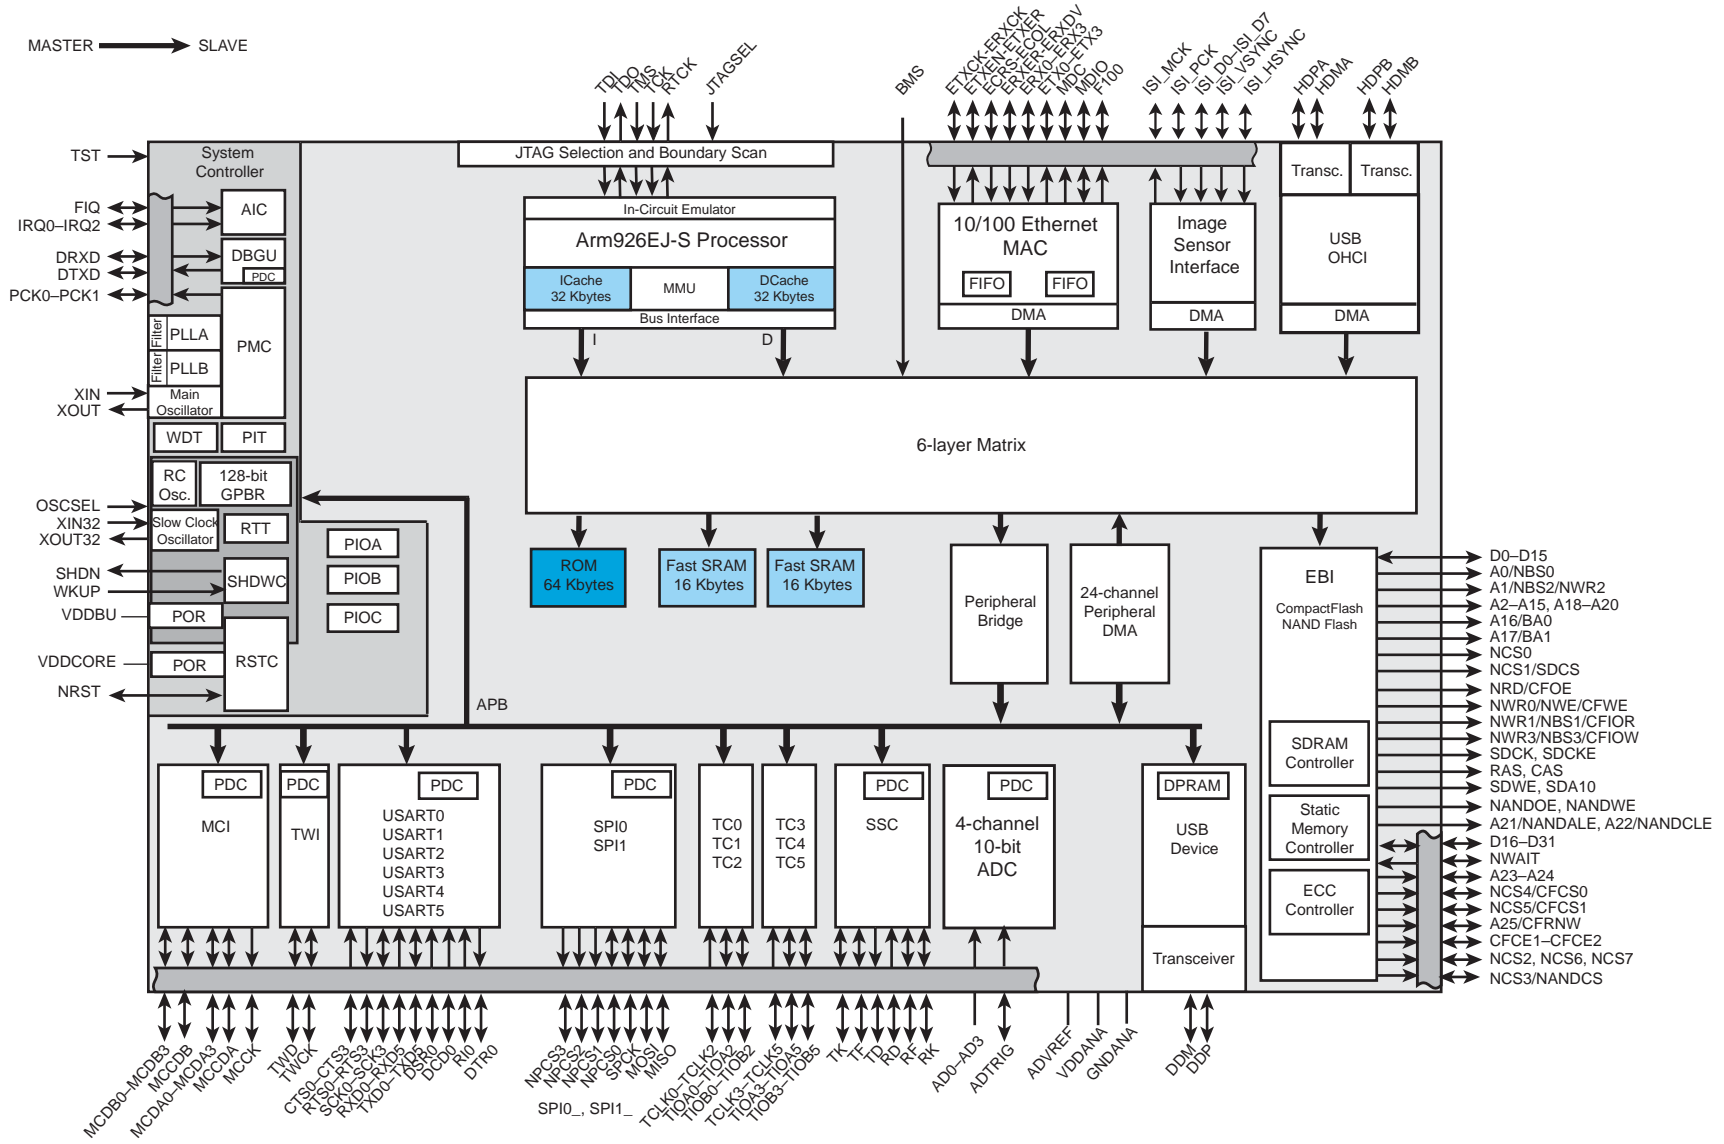 MASTER
SLAVE
TDI
TDO
TMS
TCK
RTCK
JTAGSEL
BMS
ETXCK-ERXCK
ETXEN-ETXER
ECRS-ECOL
ERXER-ERXDV
ERX0-ERX3
ETX0-ETX3
MDC
MDIO
F100
ISI_MCK
ISI_PCK
ISI_D0-ISI_D7
ISI_VSYNC
ISI_HSYNC
HDPA
HDMA
HDPB
HDMB
TST
System
Controller
JTAG Selection and Boundary Scan
Transc.
Transc.
FIQ
IRQ0–IRQ2
AIC
DRXD
DTXD
DBGU
PDC
PCK0–PCK1
In-Circuit Emulator
Arm926EJ-S Processor
ICache
32 Kbytes
MMU
DCache
32 Kbytes
Bus Interface
I
D
10/100 Ethernet
MAC
FIFO
FIFO
DMA
Image
Sensor
Interface
DMA
USB
OHCI
DMA
Filter
PLLA
Filter
PLLB
PMC
XIN
XOUT
Main
Oscillator
WDT
PIT
6-layer Matrix
RC
Osc.
128-bit
GPBR
OSCSEL
XIN32
XOUT32
Slow Clock
Oscillator
RTT
SHDN
WKUP
SHDWC
VDDBU
POR
VDDCORE
POR
RSTC
NRST
PIOA
PIOB
PIOC
ROM
64 Kbytes
Fast SRAM
16 Kbytes
Fast SRAM
16 Kbytes
Peripheral
Bridge
24-channel
Peripheral
DMA
EBI
CompactFlash
NAND Flash
SDRAM
Controller
Static
Memory
Controller
ECC
Controller
D0–D15
A0/NBS0
A1/NBS2/NWR2
A2–A15, A18–A20
A16/BA0
A17/BA1
NCS0
NCS1/SDCS
NRD/CFOE
NWR0/NWE/CFWE
NWR1/NBS1/CFIOR
NWR3/NBS3/CFIOW
SDCK, SDCKE
RAS, CAS
SDWE, SDA10
NANDOE, NANDWE
A21/NANDALE, A22/NANDCLE
D16–D31
NWAIT
A23–A24
NCS4/CFCS0
NCS5/CFCS1
A25/CFRNW
CFCE1–CFCE2
NCS2, NCS6, NCS7
NCS3/NANDCS
APB
PDC
MCI
PDC
TWI
PDC
USART0
USART1
USART2
USART3
USART4
USART5
PDC
SPI0
SPI1
TC0
TC1
TC2
TC3
TC4
TC5
PDC
SSC
PDC
4-channel
10-bit
ADC
DPRAM
USB
Device
Transceiver
MCDB0–MCDB3
MCCDB
MCDA0–MCDA3
MCCDA
MCCK
TWD
TWCK
CTS0–CTS3
RTS0–RTS3
SCK0–SCK3
RXD0–RXD5
TXD0–TXD5
DSR0
DCD0
RI0
DTR0
NPCS3
NPCS2
NPCS1
NPCS0
SPCK
MOSI
MISO
SPI0_, SPI1_
TCLK0–TCLK2
TIOA0–TIOA2
TIOB0–TIOB2
TCLK3–TCLK5
TIOA3–TIOA5
TIOB3–TIOB5
TK
TF
TD
RD
RF
RK
AD0–AD3
ADTRIG
ADVREF
VDDANA
GNDANA
DDM
DDP